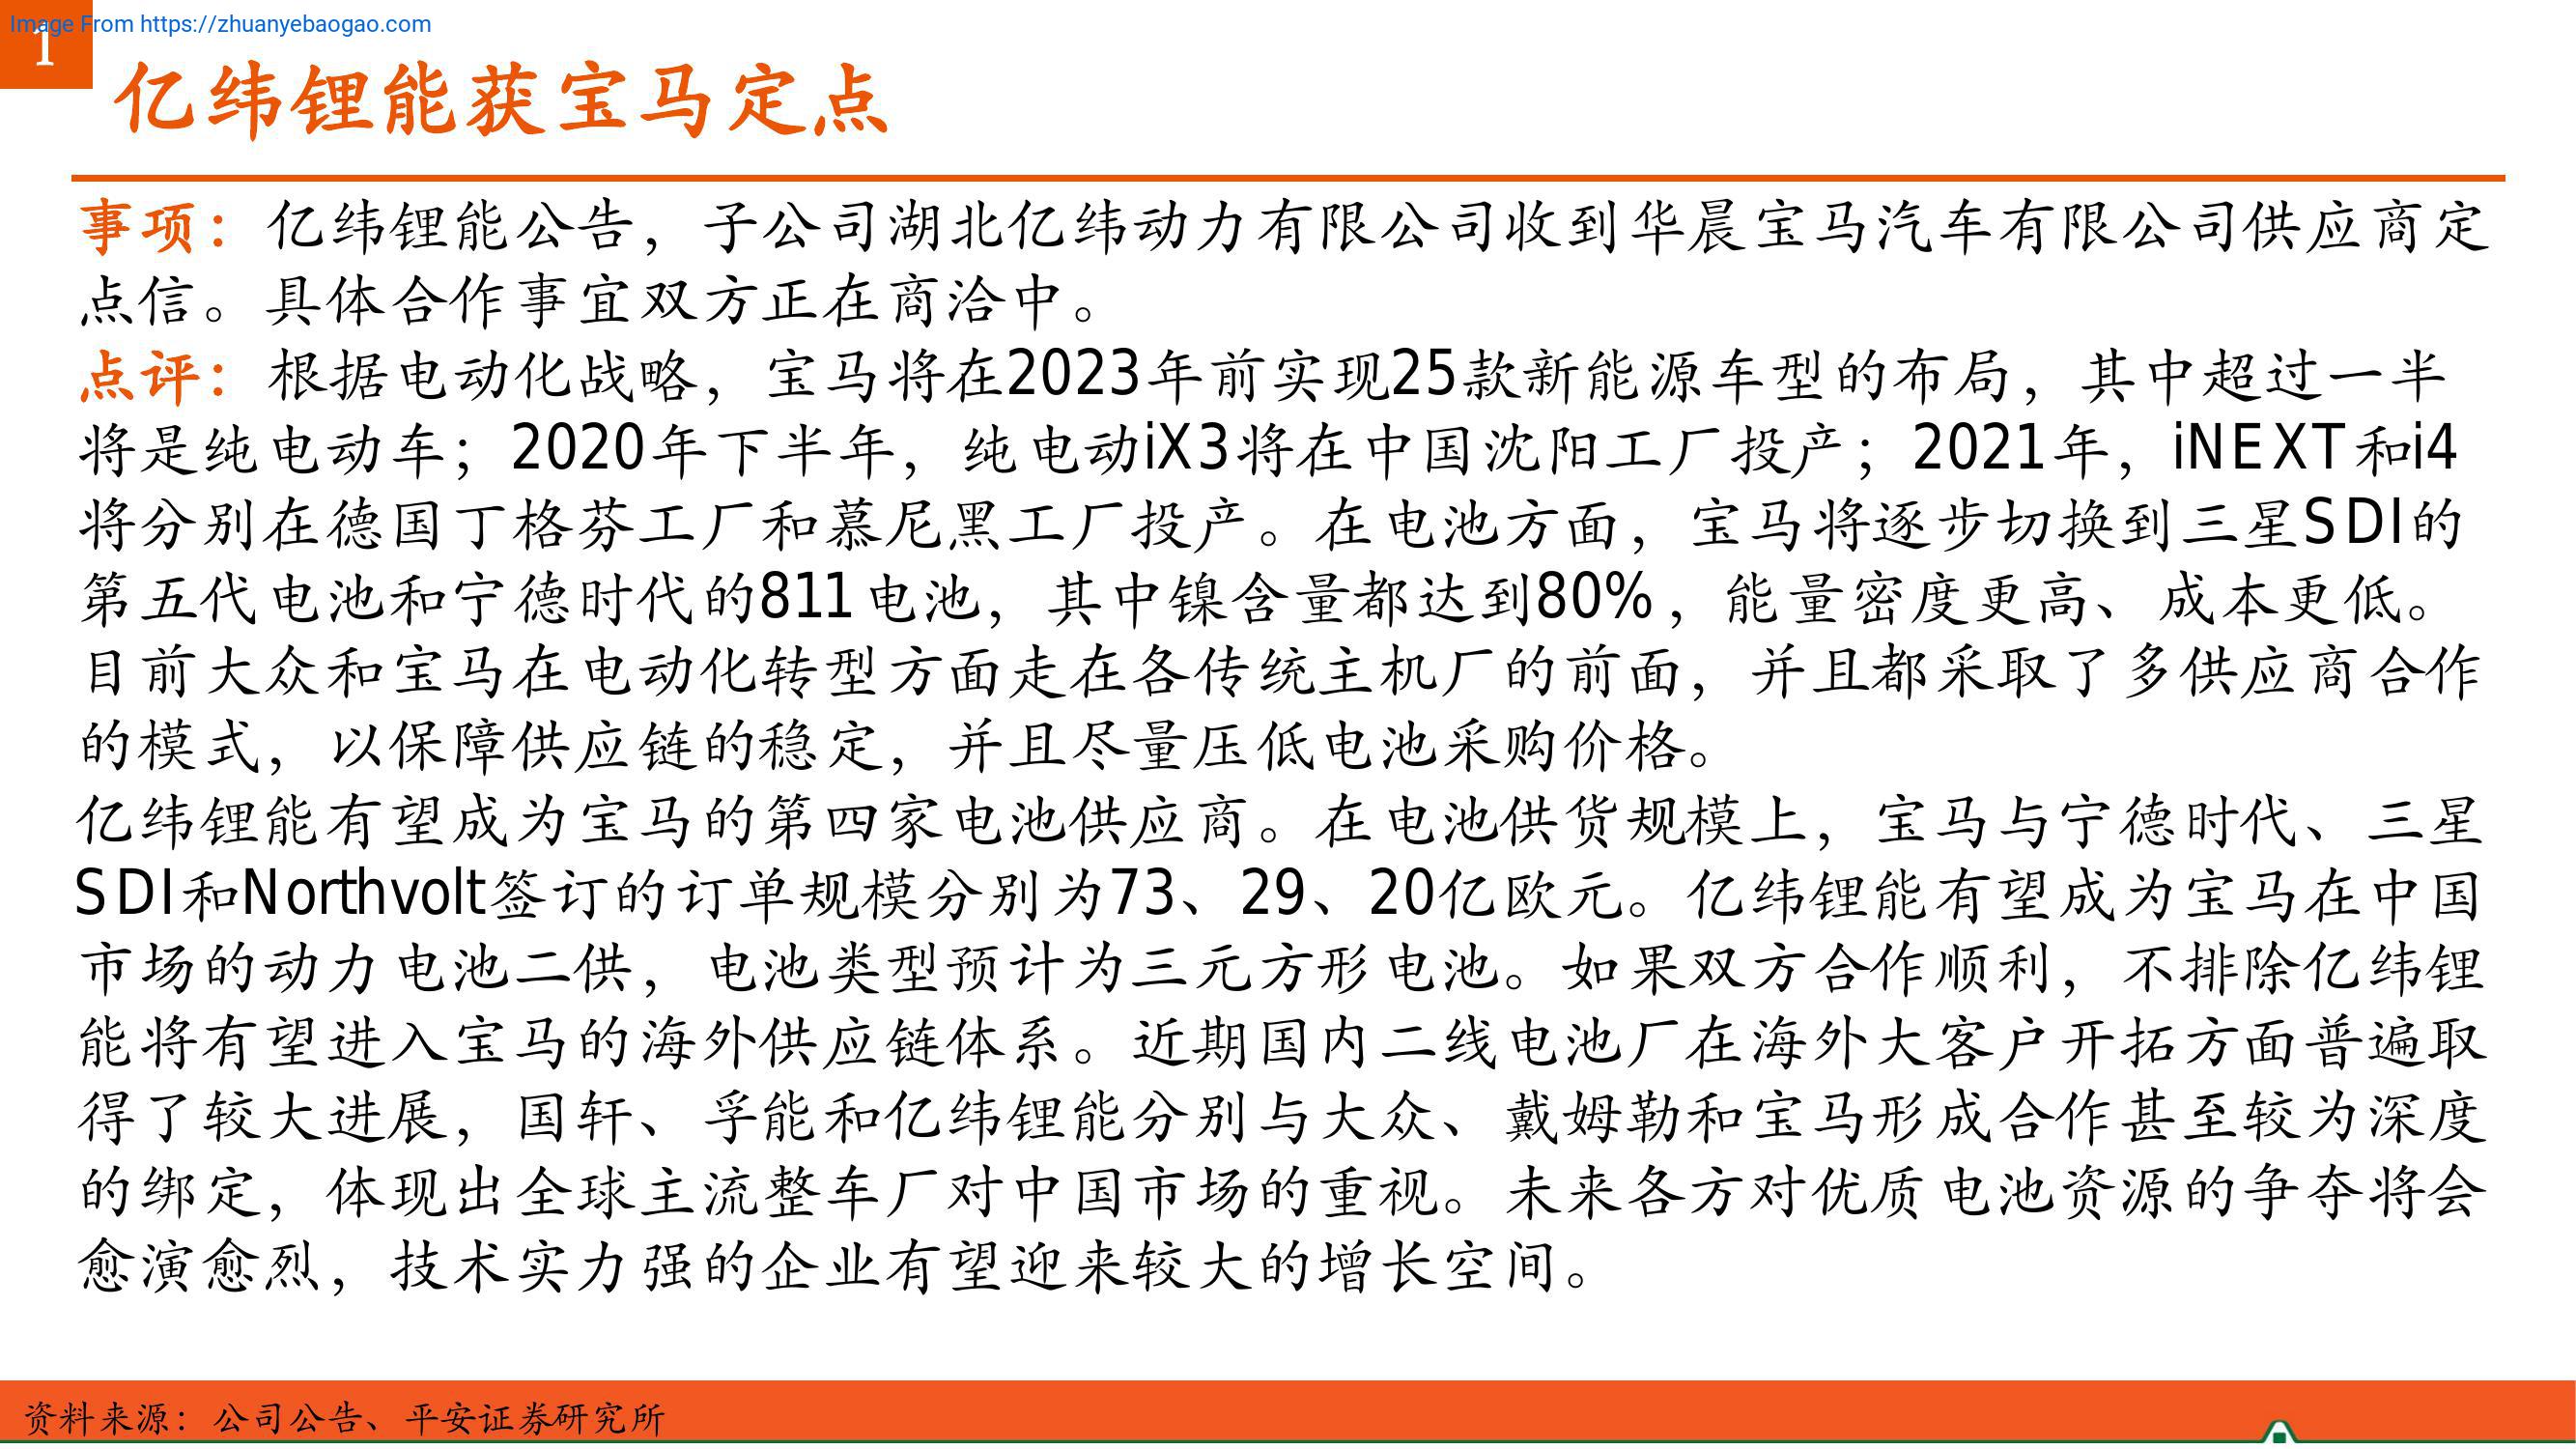 Image From https://zhuanyebaogao.com
1
亿纬锂能获宝马定点
事项：亿纬锂能公告，子公司湖北亿纬动力有限公司收到华晨宝马汽车有限公司供应商定
点信。具体合作事宜双方正在商洽中。
点评：根据电动化战略，宝马将在2023年前实现25款新能源车型的布局，其中超过一半
将是纯电动车；2020年下半年，纯电动iX3将在中国沈阳工厂投产；2021年，iNEXT和i4
将分别在德国丁格芬工厂和慕尼黑工厂投产。在电池方面，宝马将逐步切换到三星SDI的
第五代电池和宁德时代的811电池，其中镍含量都达到80%，能量密度更高、成本更低。
目前大众和宝马在电动化转型方面走在各传统主机厂的前面，并且都采取了多供应商合作
的模式，以保障供应链的稳定，并且尽量压低电池采购价格。
亿纬锂能有望成为宝马的第四家电池供应商。在电池供货规模上，宝马与宁德时代、三星
SDI和Northvolt签订的订单规模分别为73、29、20亿欧元。亿纬锂能有望成为宝马在中国
市场的动力电池二供，电池类型预计为三元方形电池。如果双方合作顺利，不排除亿纬锂
能将有望进入宝马的海外供应链体系。近期国内二线电池厂在海外大客户开拓方面普遍取
得了较大进展，国轩、孚能和亿纬锂能分别与大众、戴姆勒和宝马形成合作甚至较为深度
的绑定，体现出全球主流整车厂对中国市场的重视。未来各方对优质电池资源的争夺将会
愈演愈烈，技术实力强的企业有望迎来较大的增长空间。
资料来源：公司公告、平安证券研究所